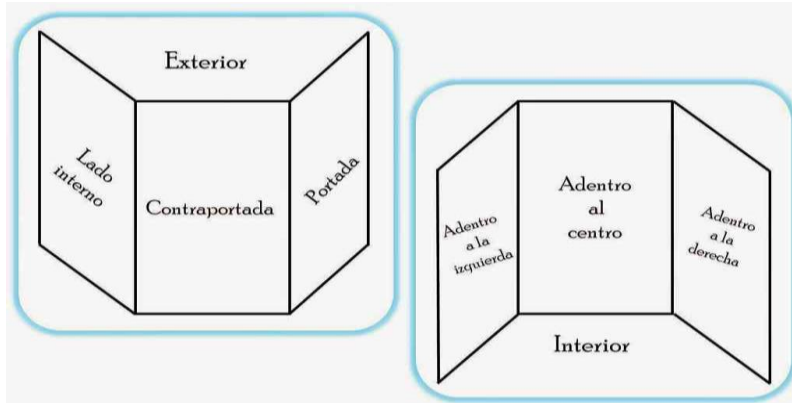 Exterior
Lado
interno
Contraportada
Portada
Adentro
a la
izquierda
Adentro
al
centro
Adentro
a la
derecha
Interior